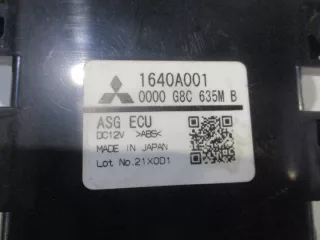 1640A001
0000 G8C 635M B
ASG ECU
DC12V >ABS<
MADE IN JAPAN
Lot No.21X0D1